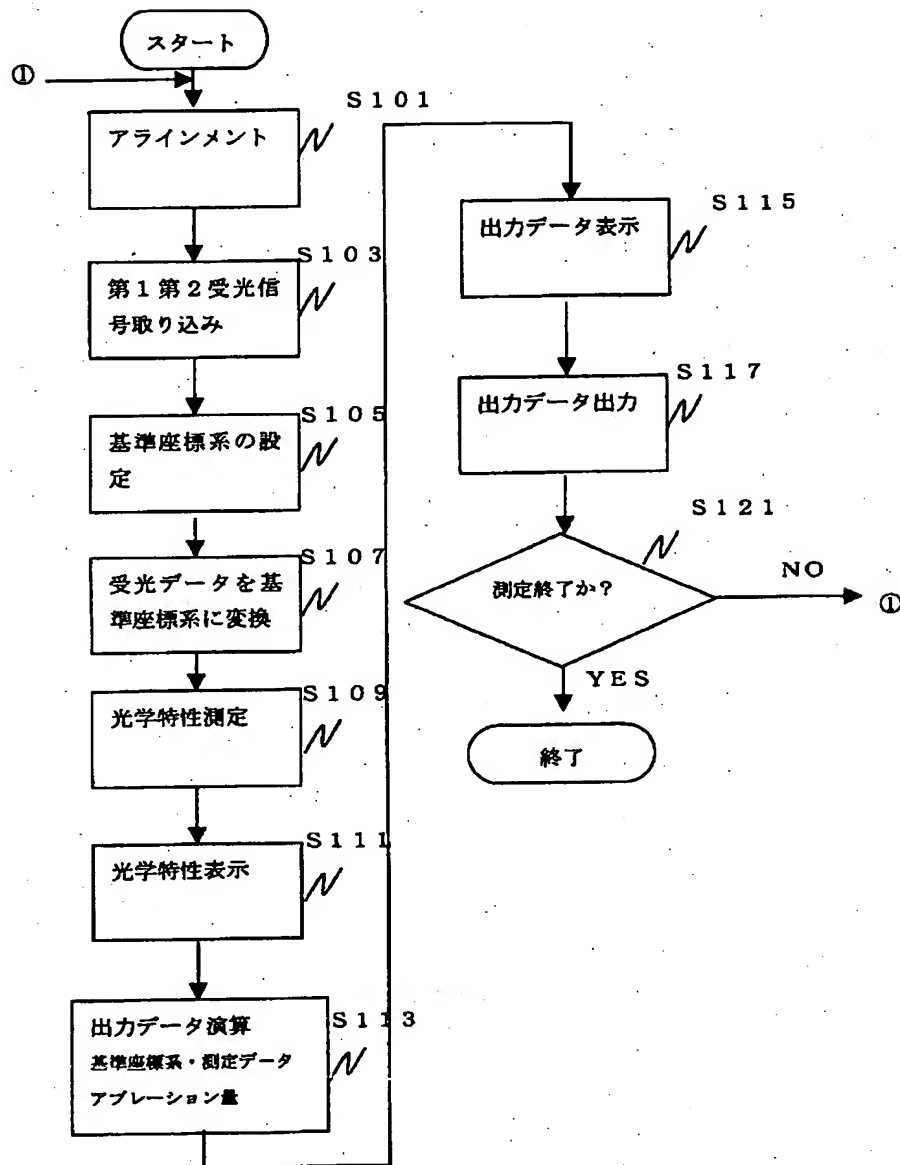 スタート
①
S101
アラインメント
S103
第1第2受光信
号取り込み
S105
基準座標系の設
定
S107
受光データを基
準座標系に変換
S109
光学特性測定
S111
光学特性表示
S113
出力データ演算
基準座標系・測定データ
アブレーション量
S115
出力データ表示
S117
出力データ出力
S121
測定終了か?
NO
①
YES
終了